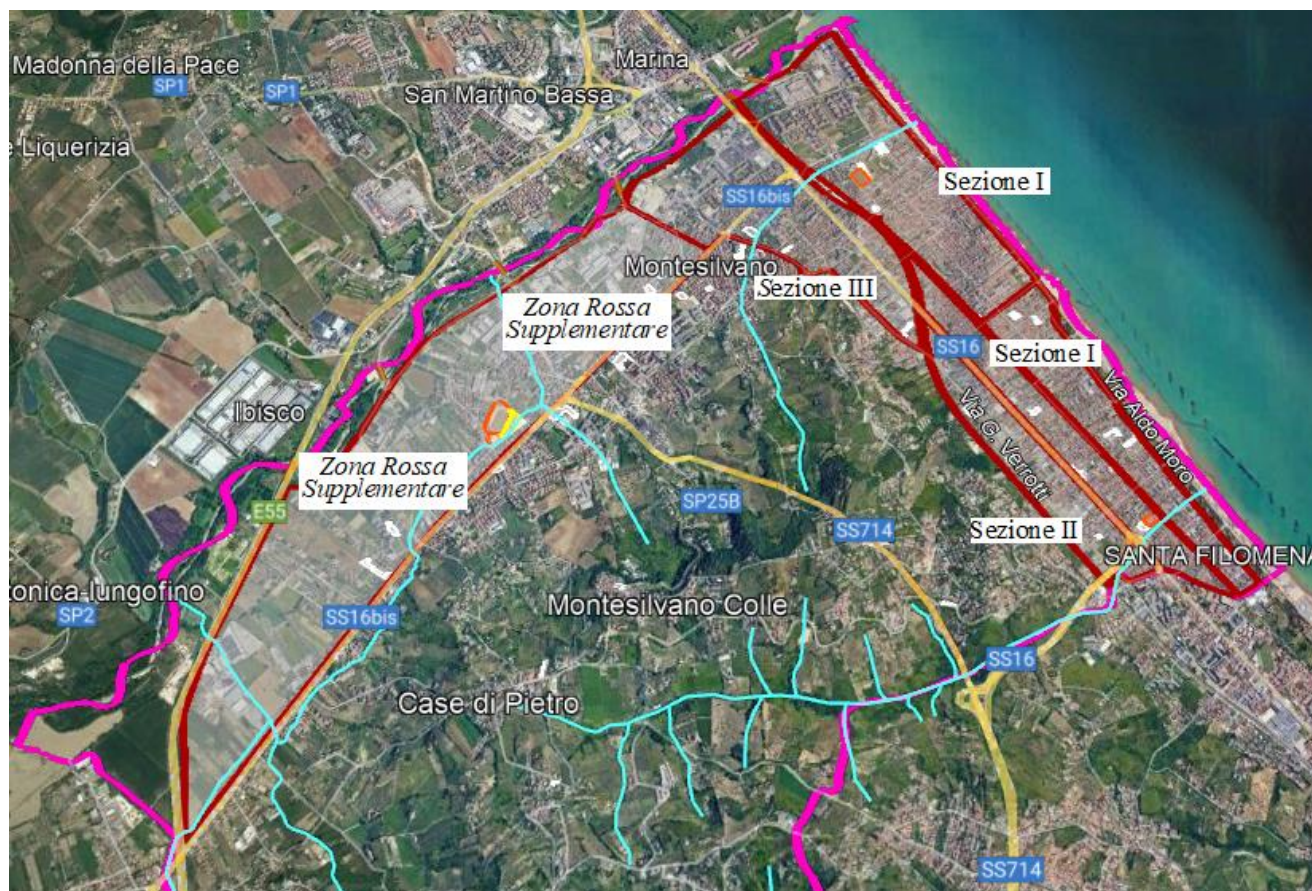 Marina
Madonna della Pace
SP1
SP1
San Martino Bassa
e Liquerizia
Sezione I
SS16bis
Montesilvano
Sezione III
Zona Rossa
Supplementare
SS16
Sezione I
Via Aldo Moro
Ibisco
Via G. Verrotti
Zona Rossa
Supplementare
E55
SP25B
SS714
Sezione II
SANTA FILOMENA
tonica-lungofino
SP2
SS16bis
Montesilvano Colle
SS16
Case di Pietro
SS714